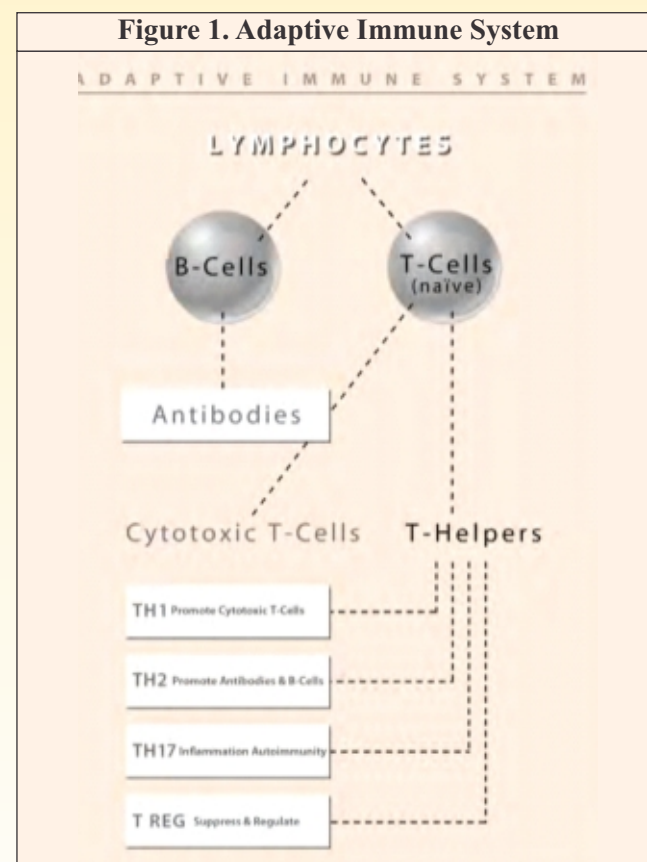 Figure 1. Adaptive Immune System
ADAPTIVE IMMUNE SYSTEM
LYMPHOCYTES
B-Cells
T-Cells
(naïve)
Antibodies
Cytotoxic T-Cells
T-Helpers
TH1 Promote Cytotoxic T-Cells
TH2 Promote Antibodies & B-Cells
TH17 Inflammation Autoimmunity
T REG Suppress & Regulate